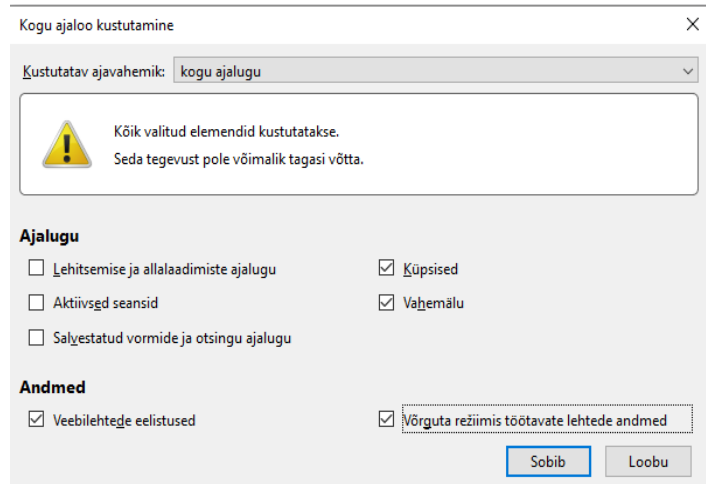 Kogu ajaloo kustutamine
Kustutatav ajavahemik: kogu ajalugu
Kõik valitud elemendid kustutatakse.
Seda tegevust pole võimalik tagasi võtta.
Ajalugu
Lehitsemise ja allalaadimiste ajalugu
Küpsised
Aktiivsed seansid
Vahemälu
Salvestatud vormide ja otsingu ajalugu
Andmed
Veebilehtede eelistused
Võrguta režiimis töötavate lehtede andmed
Sobib
Loobu